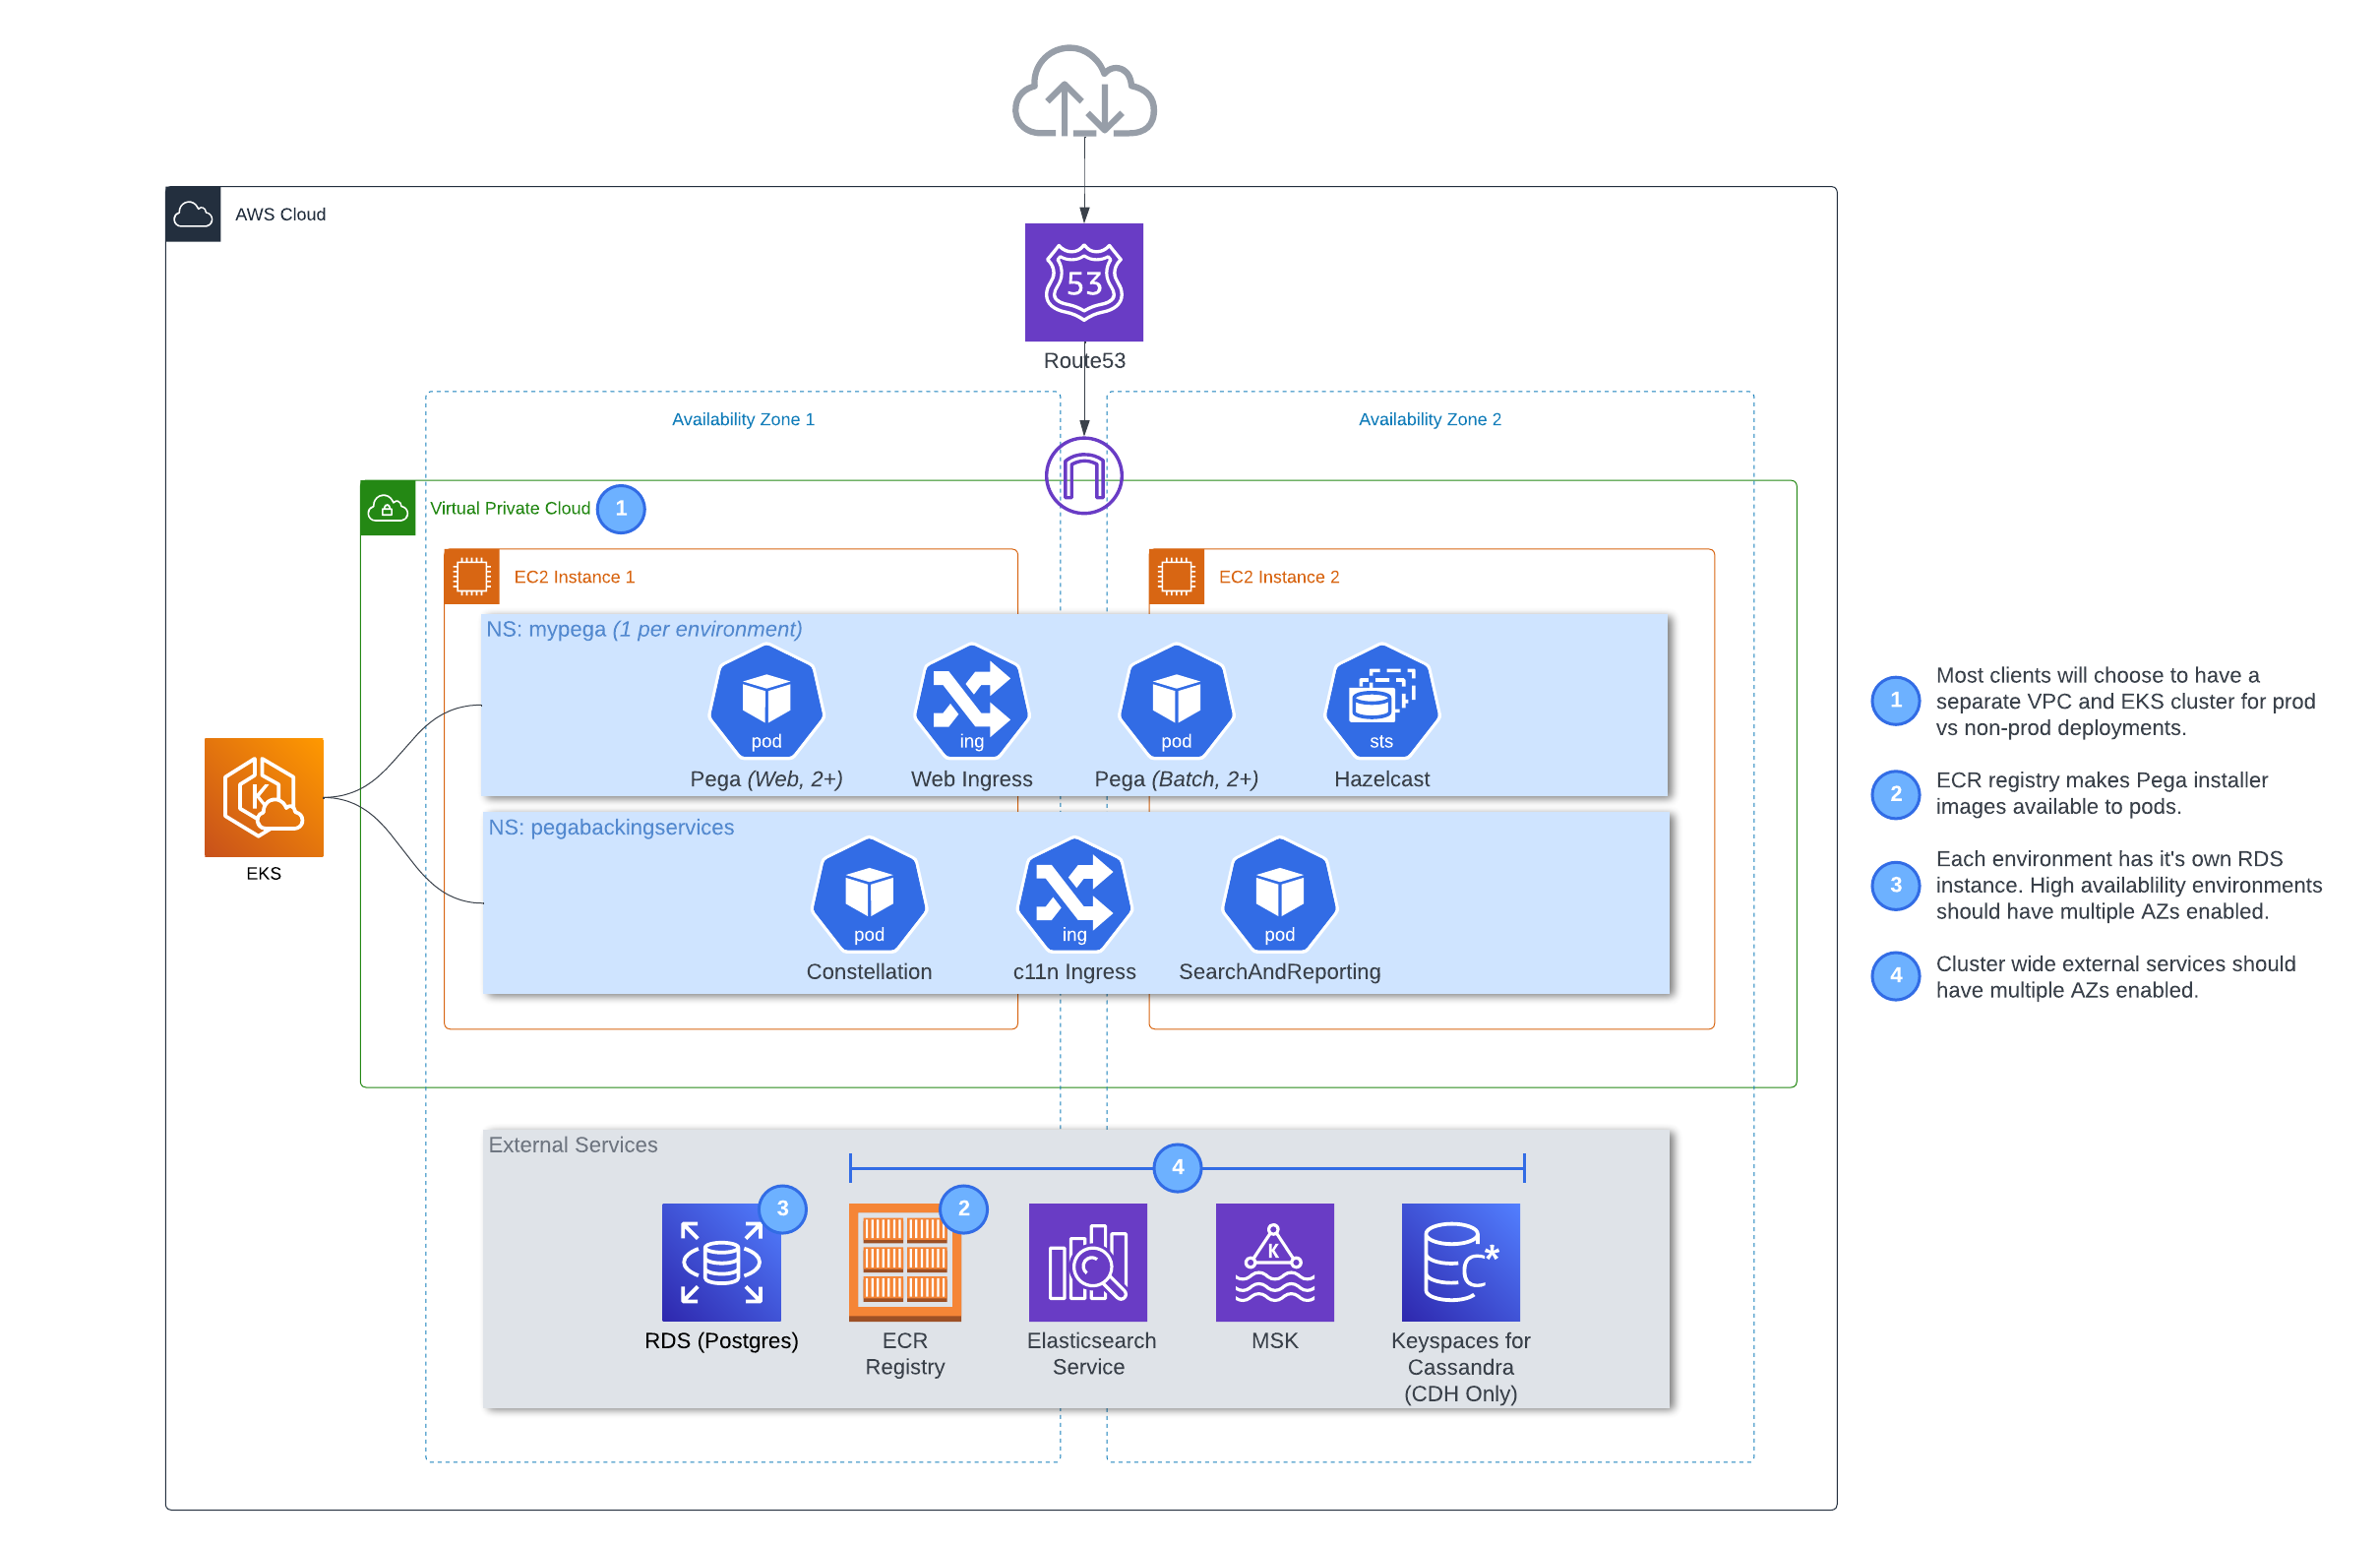 AWS Cloud
53
Route53
Availability Zone 1
Availability Zone 2
Virtual Private Cloud
1
EC2 Instance 1
EC2 Instance 2
NS: mypega (1 per environment)
pod
ing
pod
sts
Pega (Web, 2+)
Web Ingress
Pega (Batch, 2+)
Hazelcast
K
EKS
NS: pegabackingservices
pod
ing
pod
Constellation
c11n Ingress
SearchAndReporting
External Services
4
3
2
K
C*
RDS (Postgres)
ECR
Registry
Elasticsearch
Service
MSK
Keyspaces for
Cassandra
(CDH Only)
1
Most clients will choose to have a
separate VPC and EKS cluster for prod
vs non-prod deployments.
2
ECR registry makes Pega installer
images available to pods.
3
Each environment has it's own RDS
instance. High availablility environments
should have multiple AZs enabled.
4
Cluster wide external services should
have multiple AZs enabled.